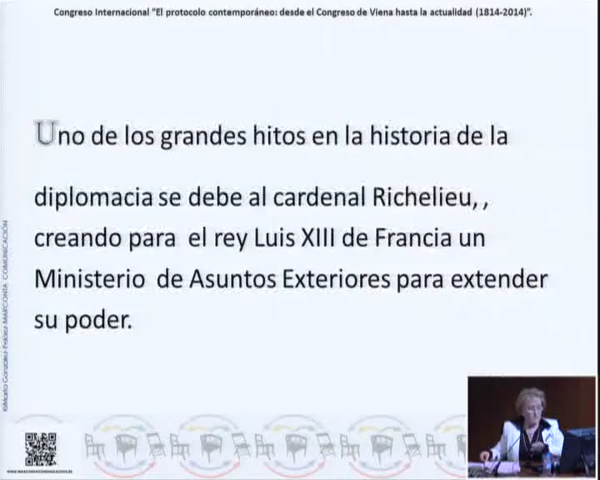 Congreso Internacional “El protocolo contemporáneo: desde el Congreso de Viena hasta la actualidad (1814-2014)”.
Uno de los grandes hitos en la historia de la
diplomacia se debe al cardenal Richelieu, ,
creando para el rey Luis XIII de Francia un
Ministerio de Asuntos Exteriores para extender
su poder.